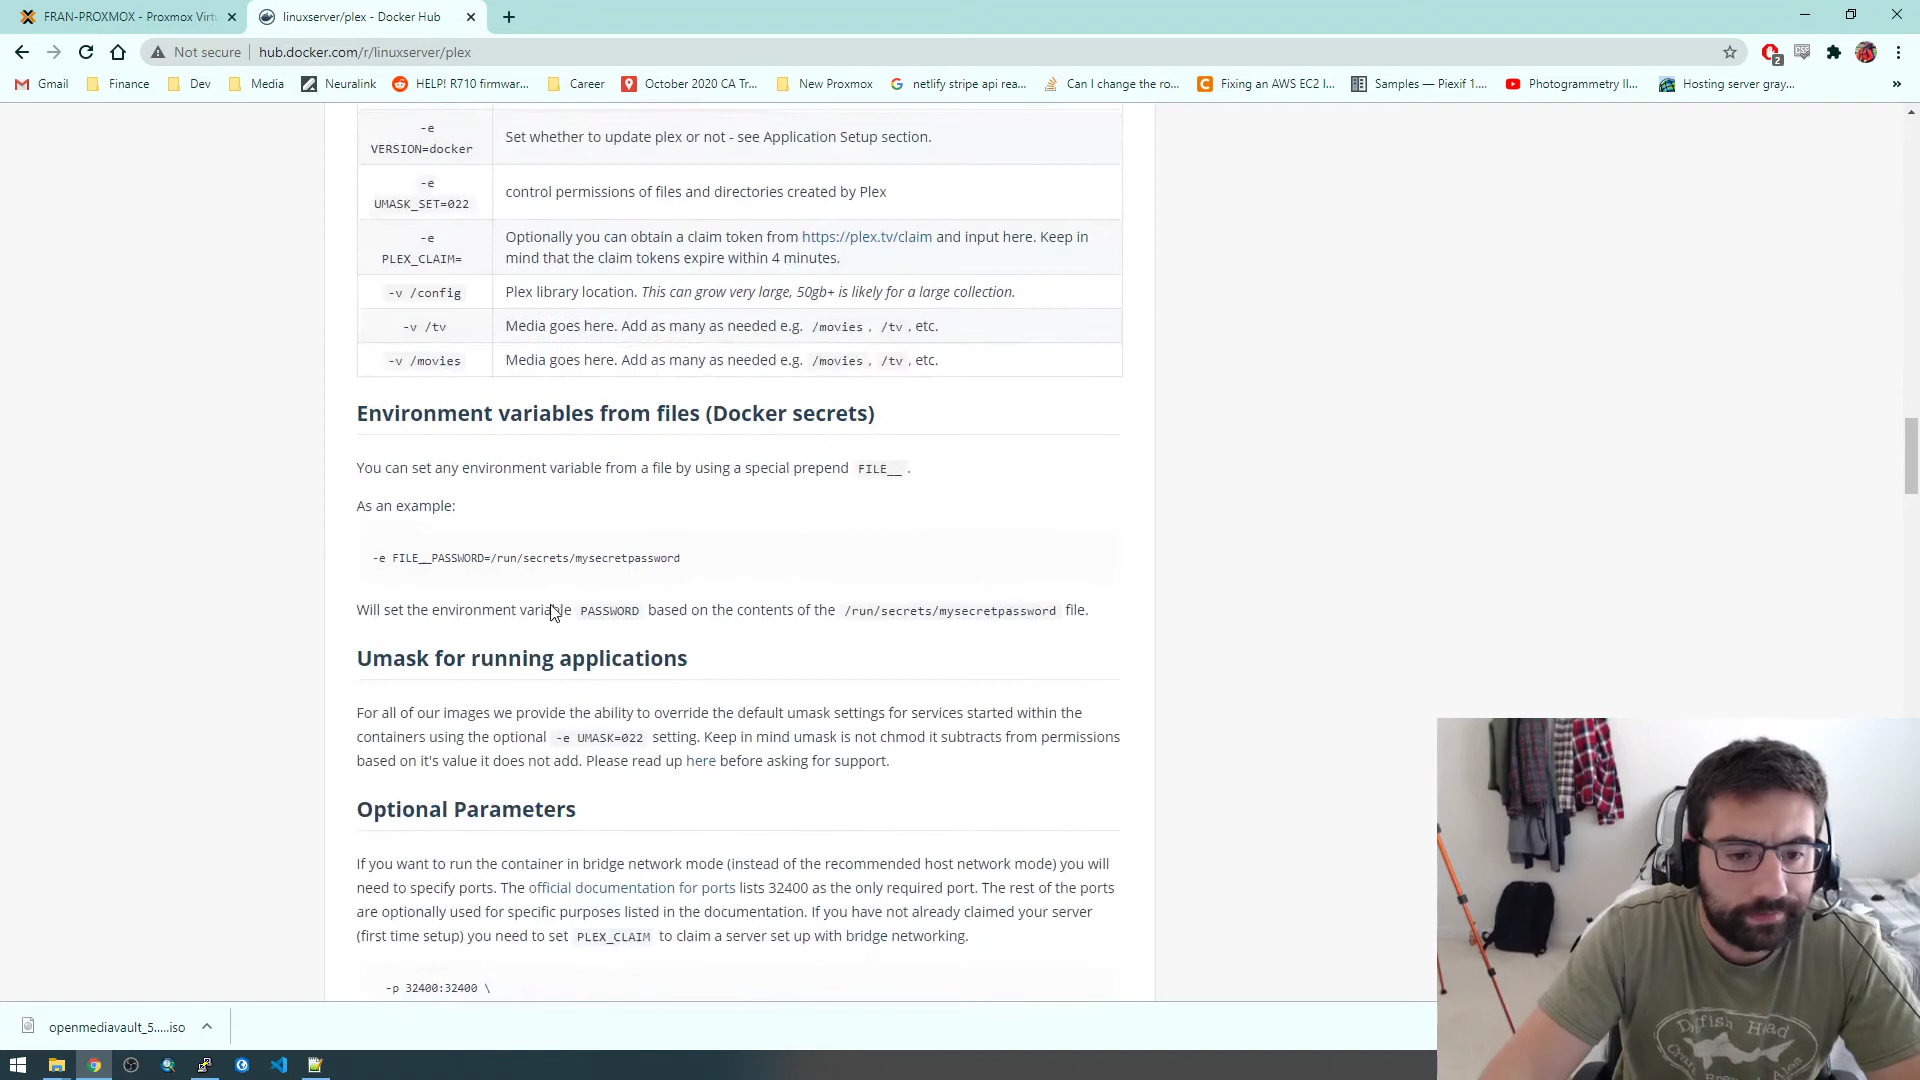 FRAN-PROXMOX - Proxmox Virtu
linuxserver/plex - Docker Hub
Not secure
hub.docker.com/r/linuxserver/plex
2
Gmail
Finance
Dev
Media
Neuralink
HELP! R710 firmwar...
Career
October 2020 CA Tr...
New Proxmox
netlify stripe api rea...
Can I change the ro...
Fixing an AWS EC2 I...
Samples — Piexif 1....
Photogrammetry II...
Hosting server gray...
»
-e
VERSION=docker
Set whether to update plex or not - see Application Setup section.
-e
UMASK_SET=022
control permissions of files and directories created by Plex
-e
PLEX_CLAIM=
Optionally you can obtain a claim token from https://plex.tv/claim and input here. Keep in
mind that the claim tokens expire within 4 minutes.
-v /config
Plex library location. This can grow very large, 50gb+ is likely for a large collection.
-v /tv
Media goes here. Add as many as needed e.g. /movies , /tv , etc.
-v /movies
Media goes here. Add as many as needed e.g. /movies , /tv , etc.
Environment variables from files (Docker secrets)
You can set any environment variable from a file by using a special prepend FILE__ .
As an example:
-e FILE__PASSWORD=/run/secrets/mysecretpassword
Will set the environment variable PASSWORD based on the contents of the /run/secrets/mysecretpassword file.
Umask for running applications
For all of our images we provide the ability to override the default umask settings for services started within the
containers using the optional -e UMASK=022 setting. Keep in mind umask is not chmod it subtracts from permissions
based on it's value it does not add. Please read up here before asking for support.
Optional Parameters
If you want to run the container in bridge network mode (instead of the recommended host network mode) you will
need to specify ports. The official documentation for ports lists 32400 as the only required port. The rest of the ports
are optionally used for specific purposes listed in the documentation. If you have not already claimed your server
(first time setup) you need to set PLEX_CLAIM to claim a server set up with bridge networking.
-p 32400:32400 \
openmediavault_5.....iso